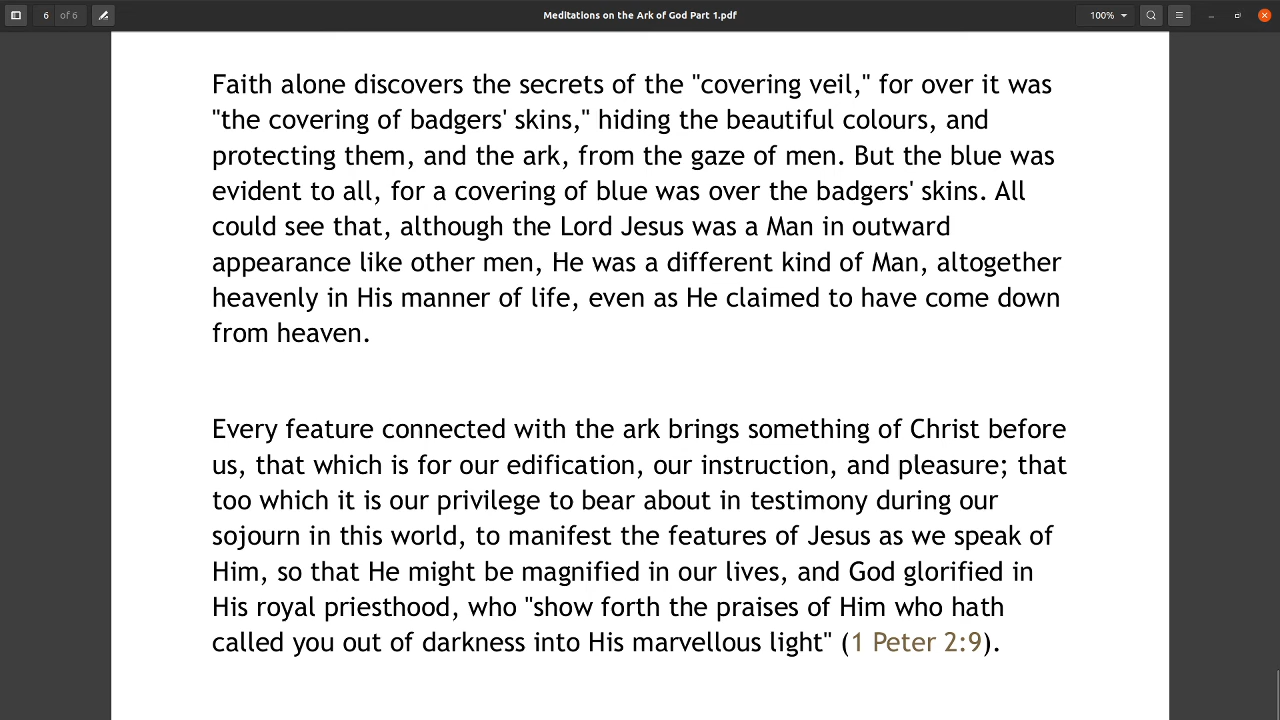 6 of 6
Meditations on the Ark of God Part 1.pdf
100%
Faith alone discovers the secrets of the "covering veil," for over it was
"the covering of badgers' skins," hiding the beautiful colours, and
protecting them, and the ark, from the gaze of men. But the blue was
evident to all, for a covering of blue was over the badgers' skins. All
could see that, although the Lord Jesus was a Man in outward
appearance like other men, He was a different kind of Man, altogether
heavenly in His manner of life, even as He claimed to have come down
from heaven.
Every feature connected with the ark brings something of Christ before
us, that which is for our edification, our instruction, and pleasure; that
too which it is our privilege to bear about in testimony during our
sojourn in this world, to manifest the features of Jesus as we speak of
Him, so that He might be magnified in our lives, and God glorified in
His royal priesthood, who "show forth the praises of Him who hath
called you out of darkness into His marvellous light" (1 Peter 2:9).